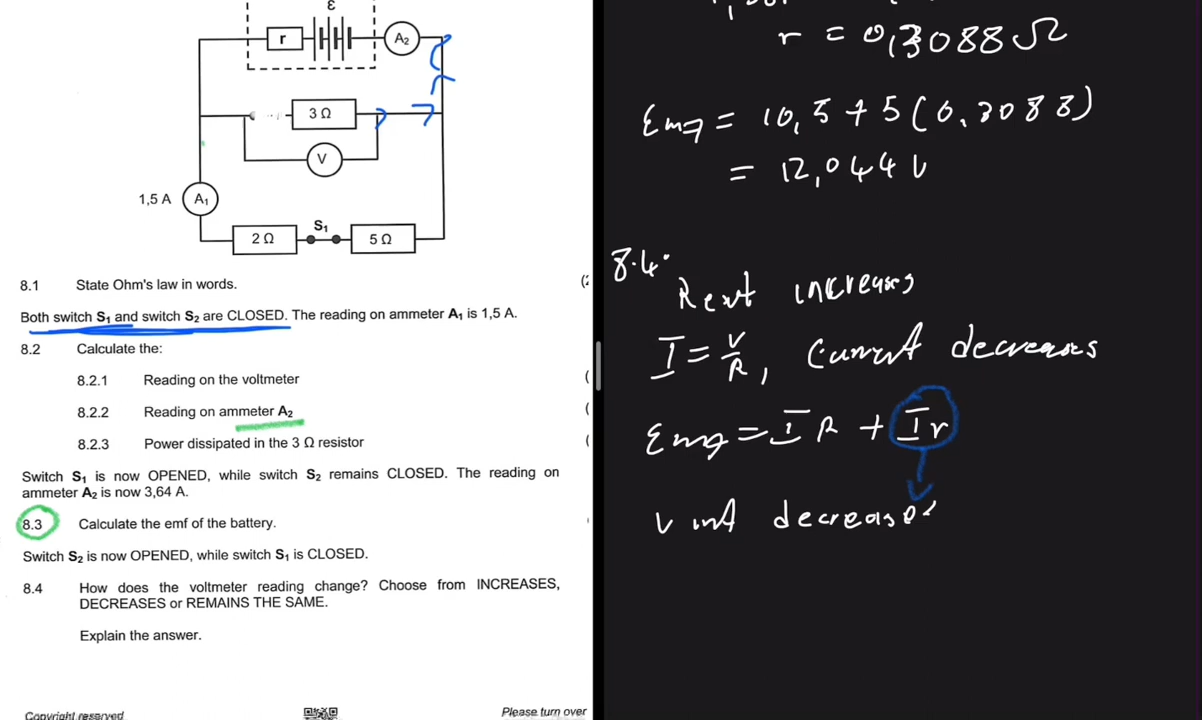 ε
r
A₂
3 Ω
V
1,5 A
A₁
S₁
2 Ω
5 Ω
8.1 State Ohm's law in words. (2
Both switch S₁ and switch S₂ are CLOSED. The reading on ammeter A₁ is 1,5 A.
8.2 Calculate the:
8.2.1 Reading on the voltmeter (
8.2.2 Reading on ammeter A₂ (
8.2.3 Power dissipated in the 3 Ω resistor (
Switch S₁ is now OPENED, while switch S₂ remains CLOSED. The reading on
ammeter A₂ is now 3,64 A.
8.3 Calculate the emf of the battery.
Switch S₂ is now OPENED, while switch S₁ is CLOSED.
8.4 How does the voltmeter reading change? Choose from INCREASES,
DECREASES or REMAINS THE SAME.
Explain the answer.
Copyright reserved
Please turn over
r = 0,3088 Ω
Emf = 10,5 + 5(0.3088)
= 12,044 V
8.4.
Rext increases
I = V/R, Current decreases
Emf = IR + Ir
V int decreases